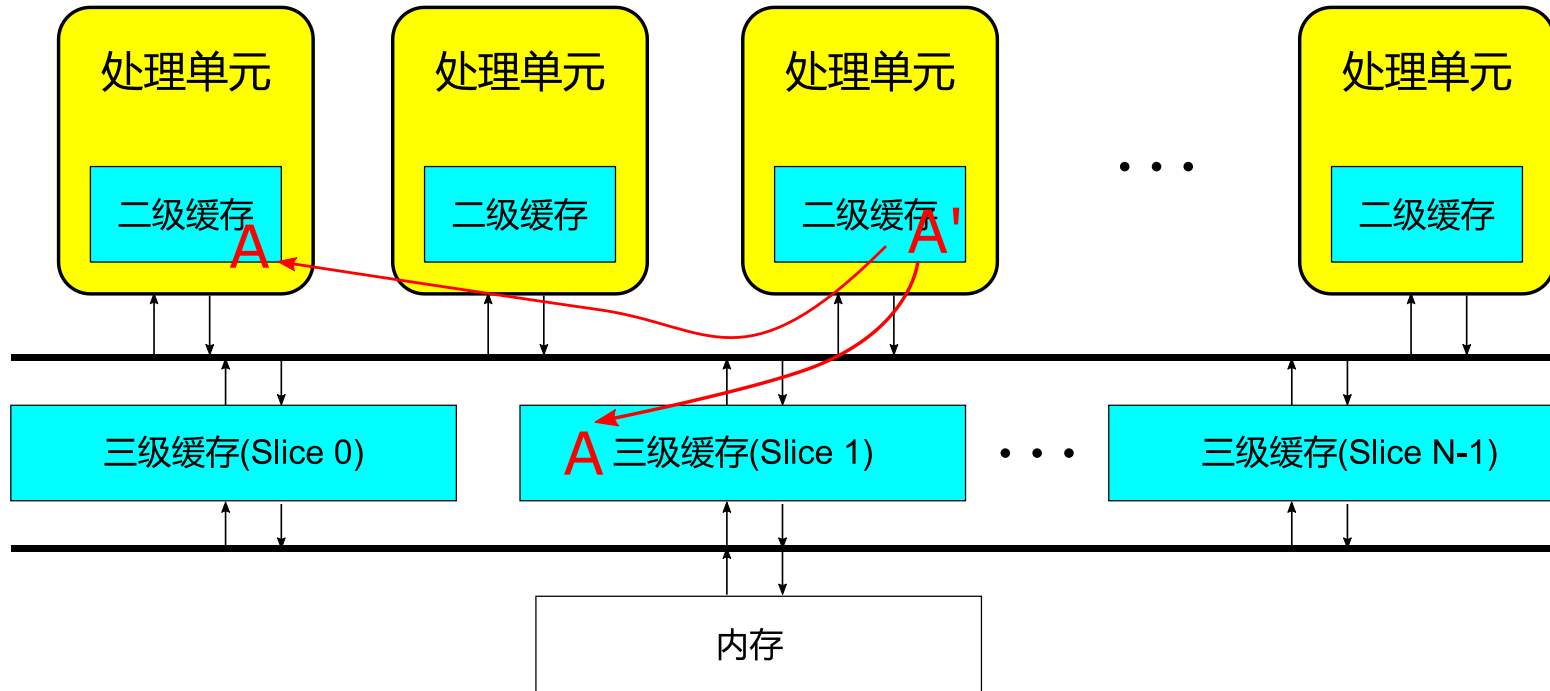 处理单元
处理单元
处理单元
处理单元
二级缓存
二级缓存
二级缓存
二级缓存
A
A'
三级缓存(Slice 0)
A
三级缓存(Slice 1)
三级缓存(Slice N-1)
内存